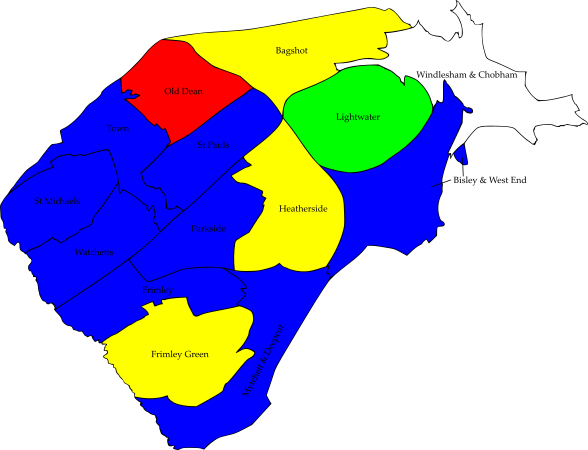 Bagshot
Windlesham & Chobham
Old Dean
Lightwater
Town
St Pauls
Bisley & West End
St Michaels
Heatherside
Parkside
Watchetts
Frimley
Frimley Green
Mytchett & Deepcut